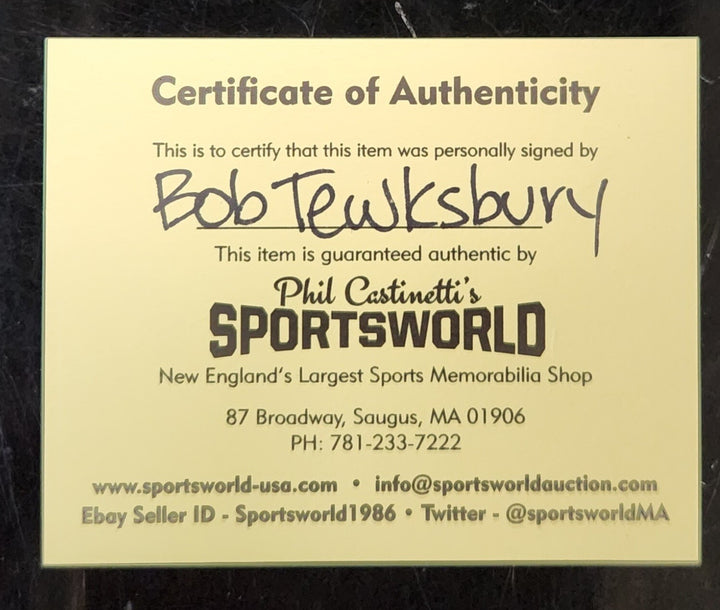 Certificate of Authenticity
This is to certify that this item was personally signed by
Bob Tewksbury
This item is guaranteed authentic by
Phil Castinetti's
SPORTSWORLD
New England's Largest Sports Memorabilia Shop
87 Broadway, Saugus, MA 01906
PH: 781-233-7222
www.sportsworld-usa.com • info@sportsworldauction.com
Ebay Seller ID - Sportsworld1986 • Twitter - @sportsworldMA